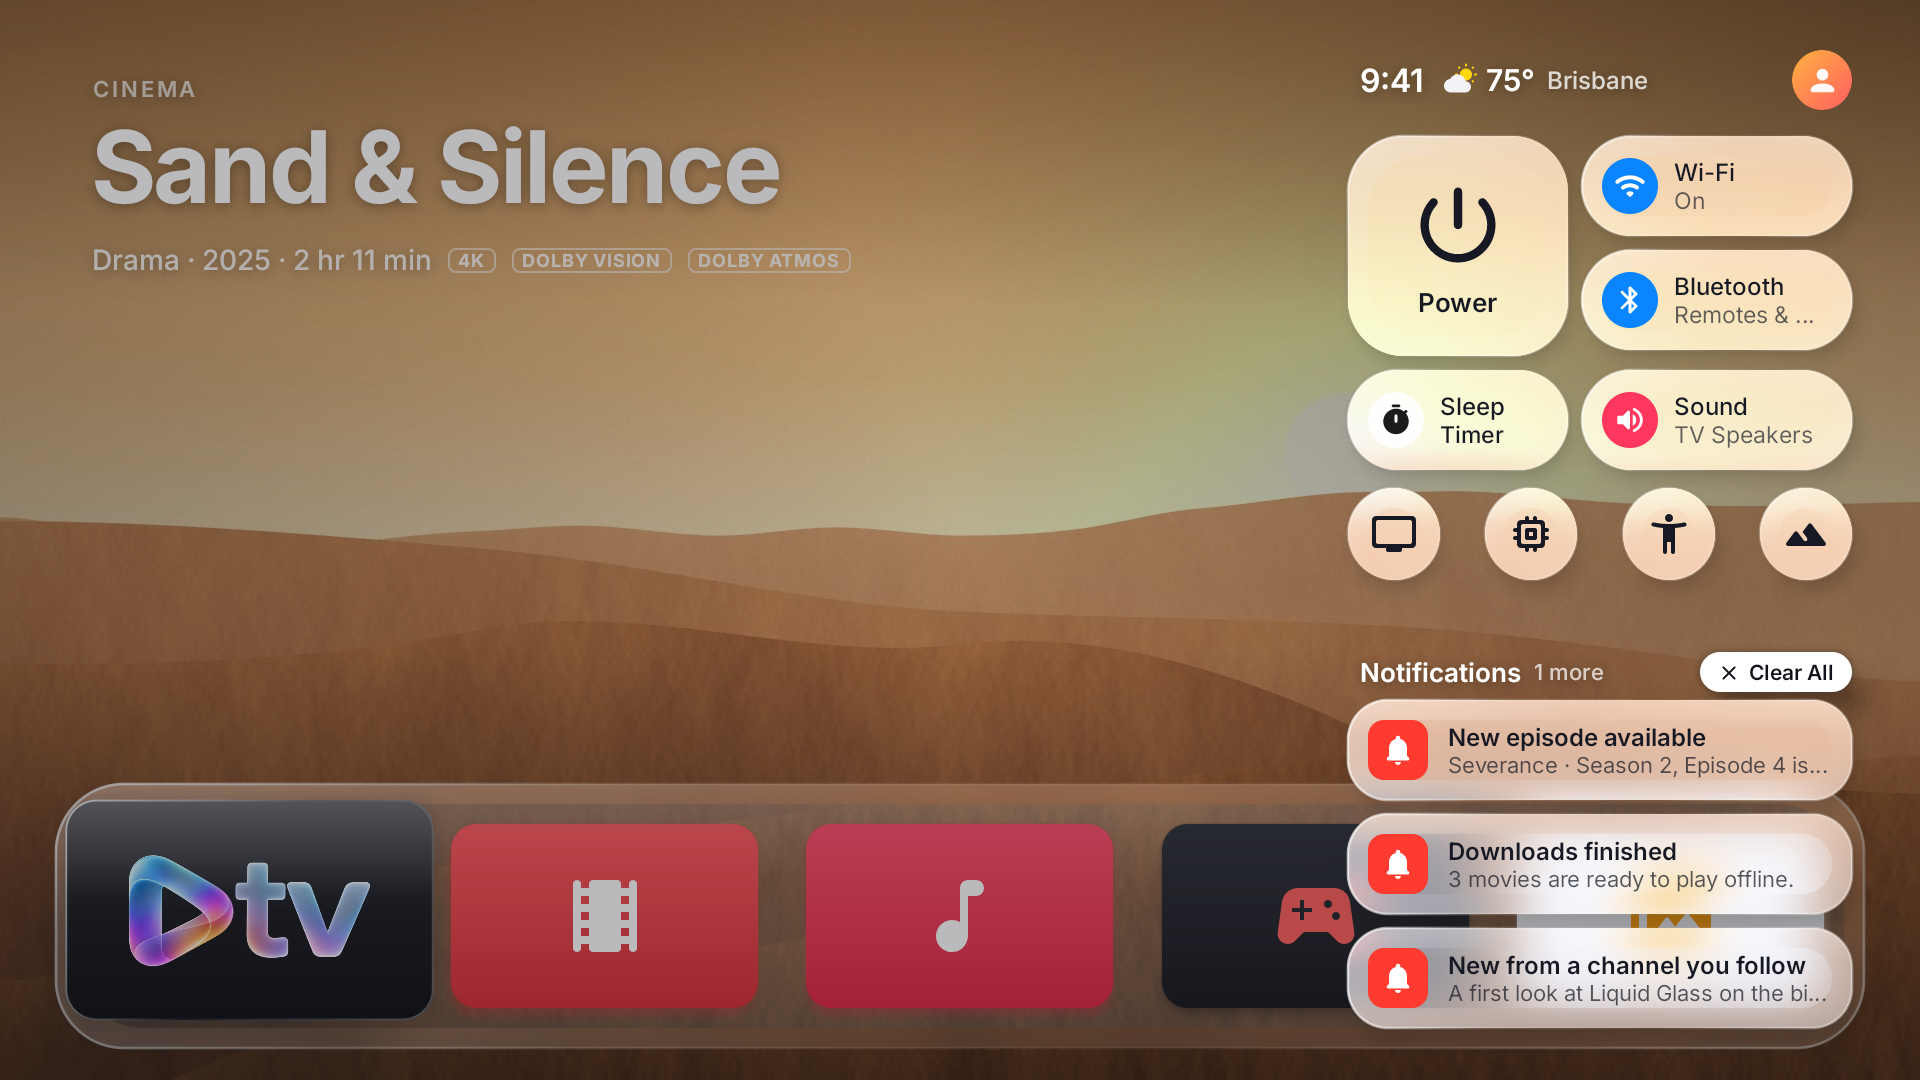 CINEMA
Sand & Silence
Drama · 2025 · 2 hr 11 min 4K DOLBY VISION DOLBY ATMOS
9:41 75° Brisbane
Power
Wi-Fi
On
Bluetooth
Remotes & ...
Sleep
Timer
Sound
TV Speakers
Notifications 1 more Clear All
New episode available
Severance · Season 2, Episode 4 is...
Downloads finished
3 movies are ready to play offline.
New from a channel you follow
A first look at Liquid Glass on the bi...
tv